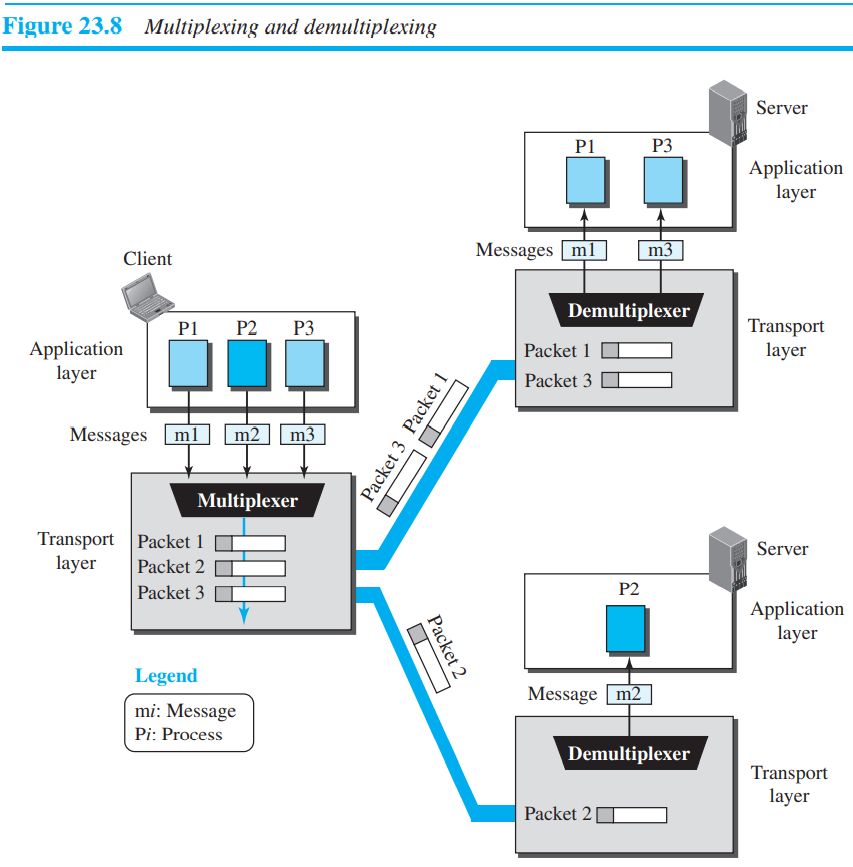 Figure 23.8 Multiplexing and demultiplexing
Server
P1 P3
Application
layer
Messages m1 m3
Demultiplexer
Transport
layer
Packet 1
Packet 3
Client
P1 P2 P3
Application
layer
Messages m1 m2 m3
Multiplexer
Transport
layer
Packet 1
Packet 2
Packet 3
Packet 3
Packet 1
Packet 2
Server
P2
Application
layer
Message m2
Demultiplexer
Transport
layer
Packet 2
Legend
mi: Message
Pi: Process